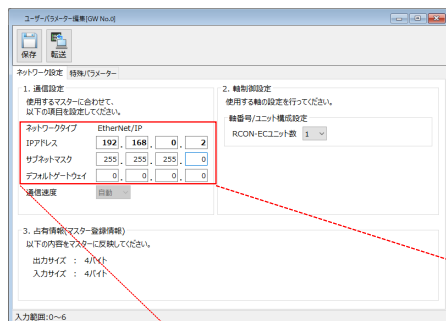 ユーザーパラメーター編集[GW No.0]
保存 転送
ネットワーク設定 特殊パラメーター
1. 通信設定
使用するマスターに合わせて、
以下の項目を設定してください。
ネットワークタイプ EtherNet/IP
IPアドレス 192 . 168 . 0 . 2
サブネットマスク 255 . 255 . 255 . 0
デフォルトゲートウェイ 0 . 0 . 0 . 0
通信速度 自動
2. 軸制御設定
使用する軸の設定を行ってください。
軸番号/ユニット構成設定
RCON-ECユニット数 1
3. 占有情報(マスター登録情報)
以下の内容をマスターに反映してください。
出力サイズ : 4バイト
入力サイズ : 4バイト
入力範囲:0～6